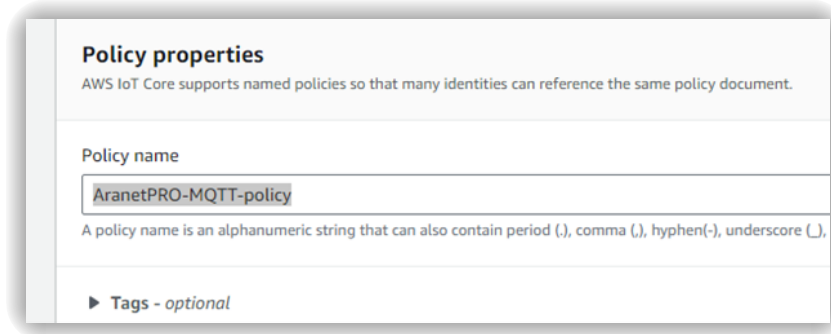 Policy properties
AWS IoT Core supports named policies so that many identities can reference the same policy document.
Policy name
AranetPRO-MQTT-policy
A policy name is an alphanumeric string that can also contain period (.), comma (,), hyphen(-), underscore (_),
▶ Tags - optional